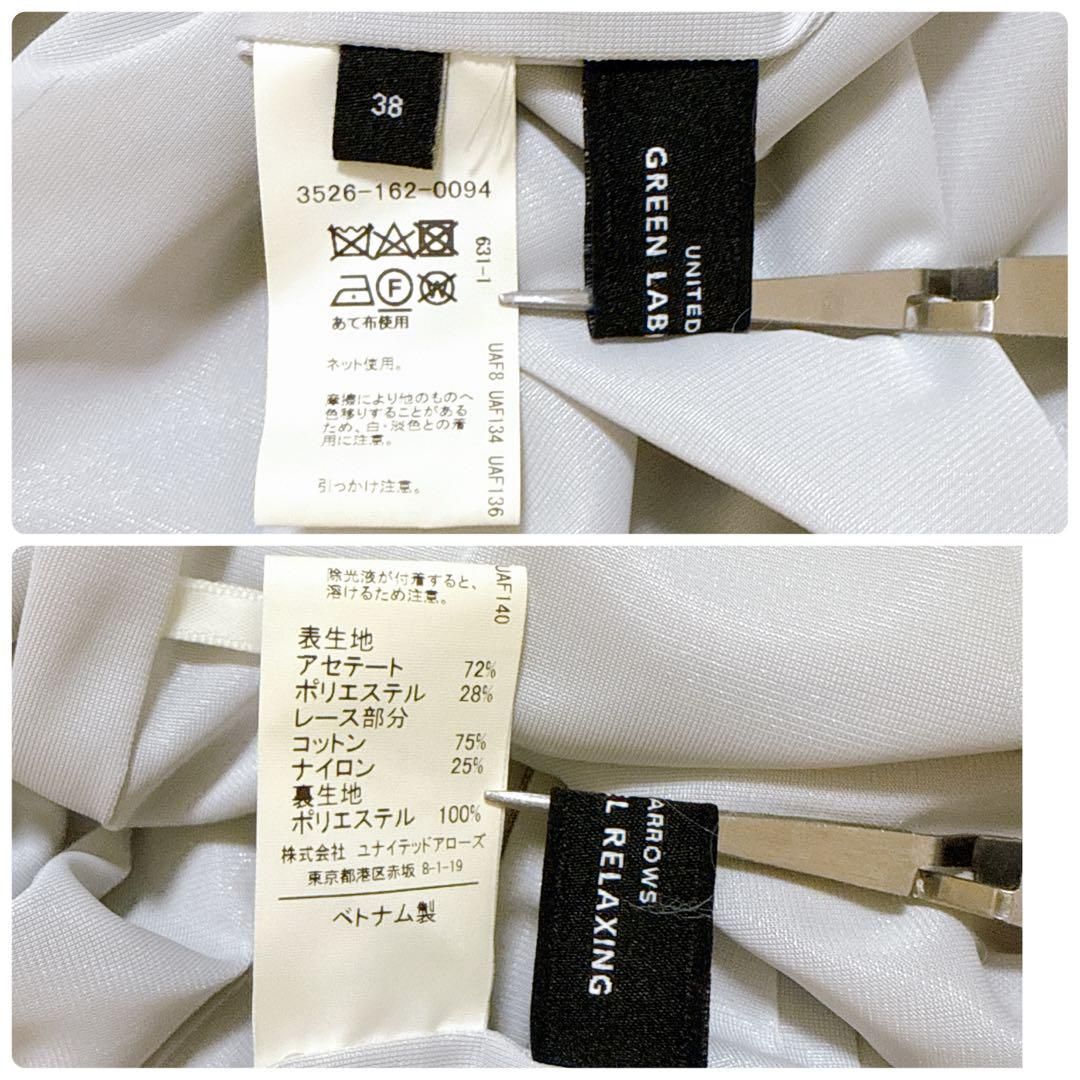 38
3526-162-0094
631-1
F
W
あて布使用
ネット使用。
摩擦により他のものへ
色移りすることがある
ため、白・淡色との着
用に注意。
引っかけ注意。
UAF8 UAF134 UAF136
UNITED
GREEN LAB
除光液が付着すると、
溶けるため注意。
UAF140
表生地
アセテート 72%
ポリエステル 28%
レース部分
コットン 75%
ナイロン 25%
裏生地
ポリエステル 100%
株式会社 ユナイテッドアローズ
東京都港区赤坂 8-1-19
ベトナム製
ARROWS
L RELAXING